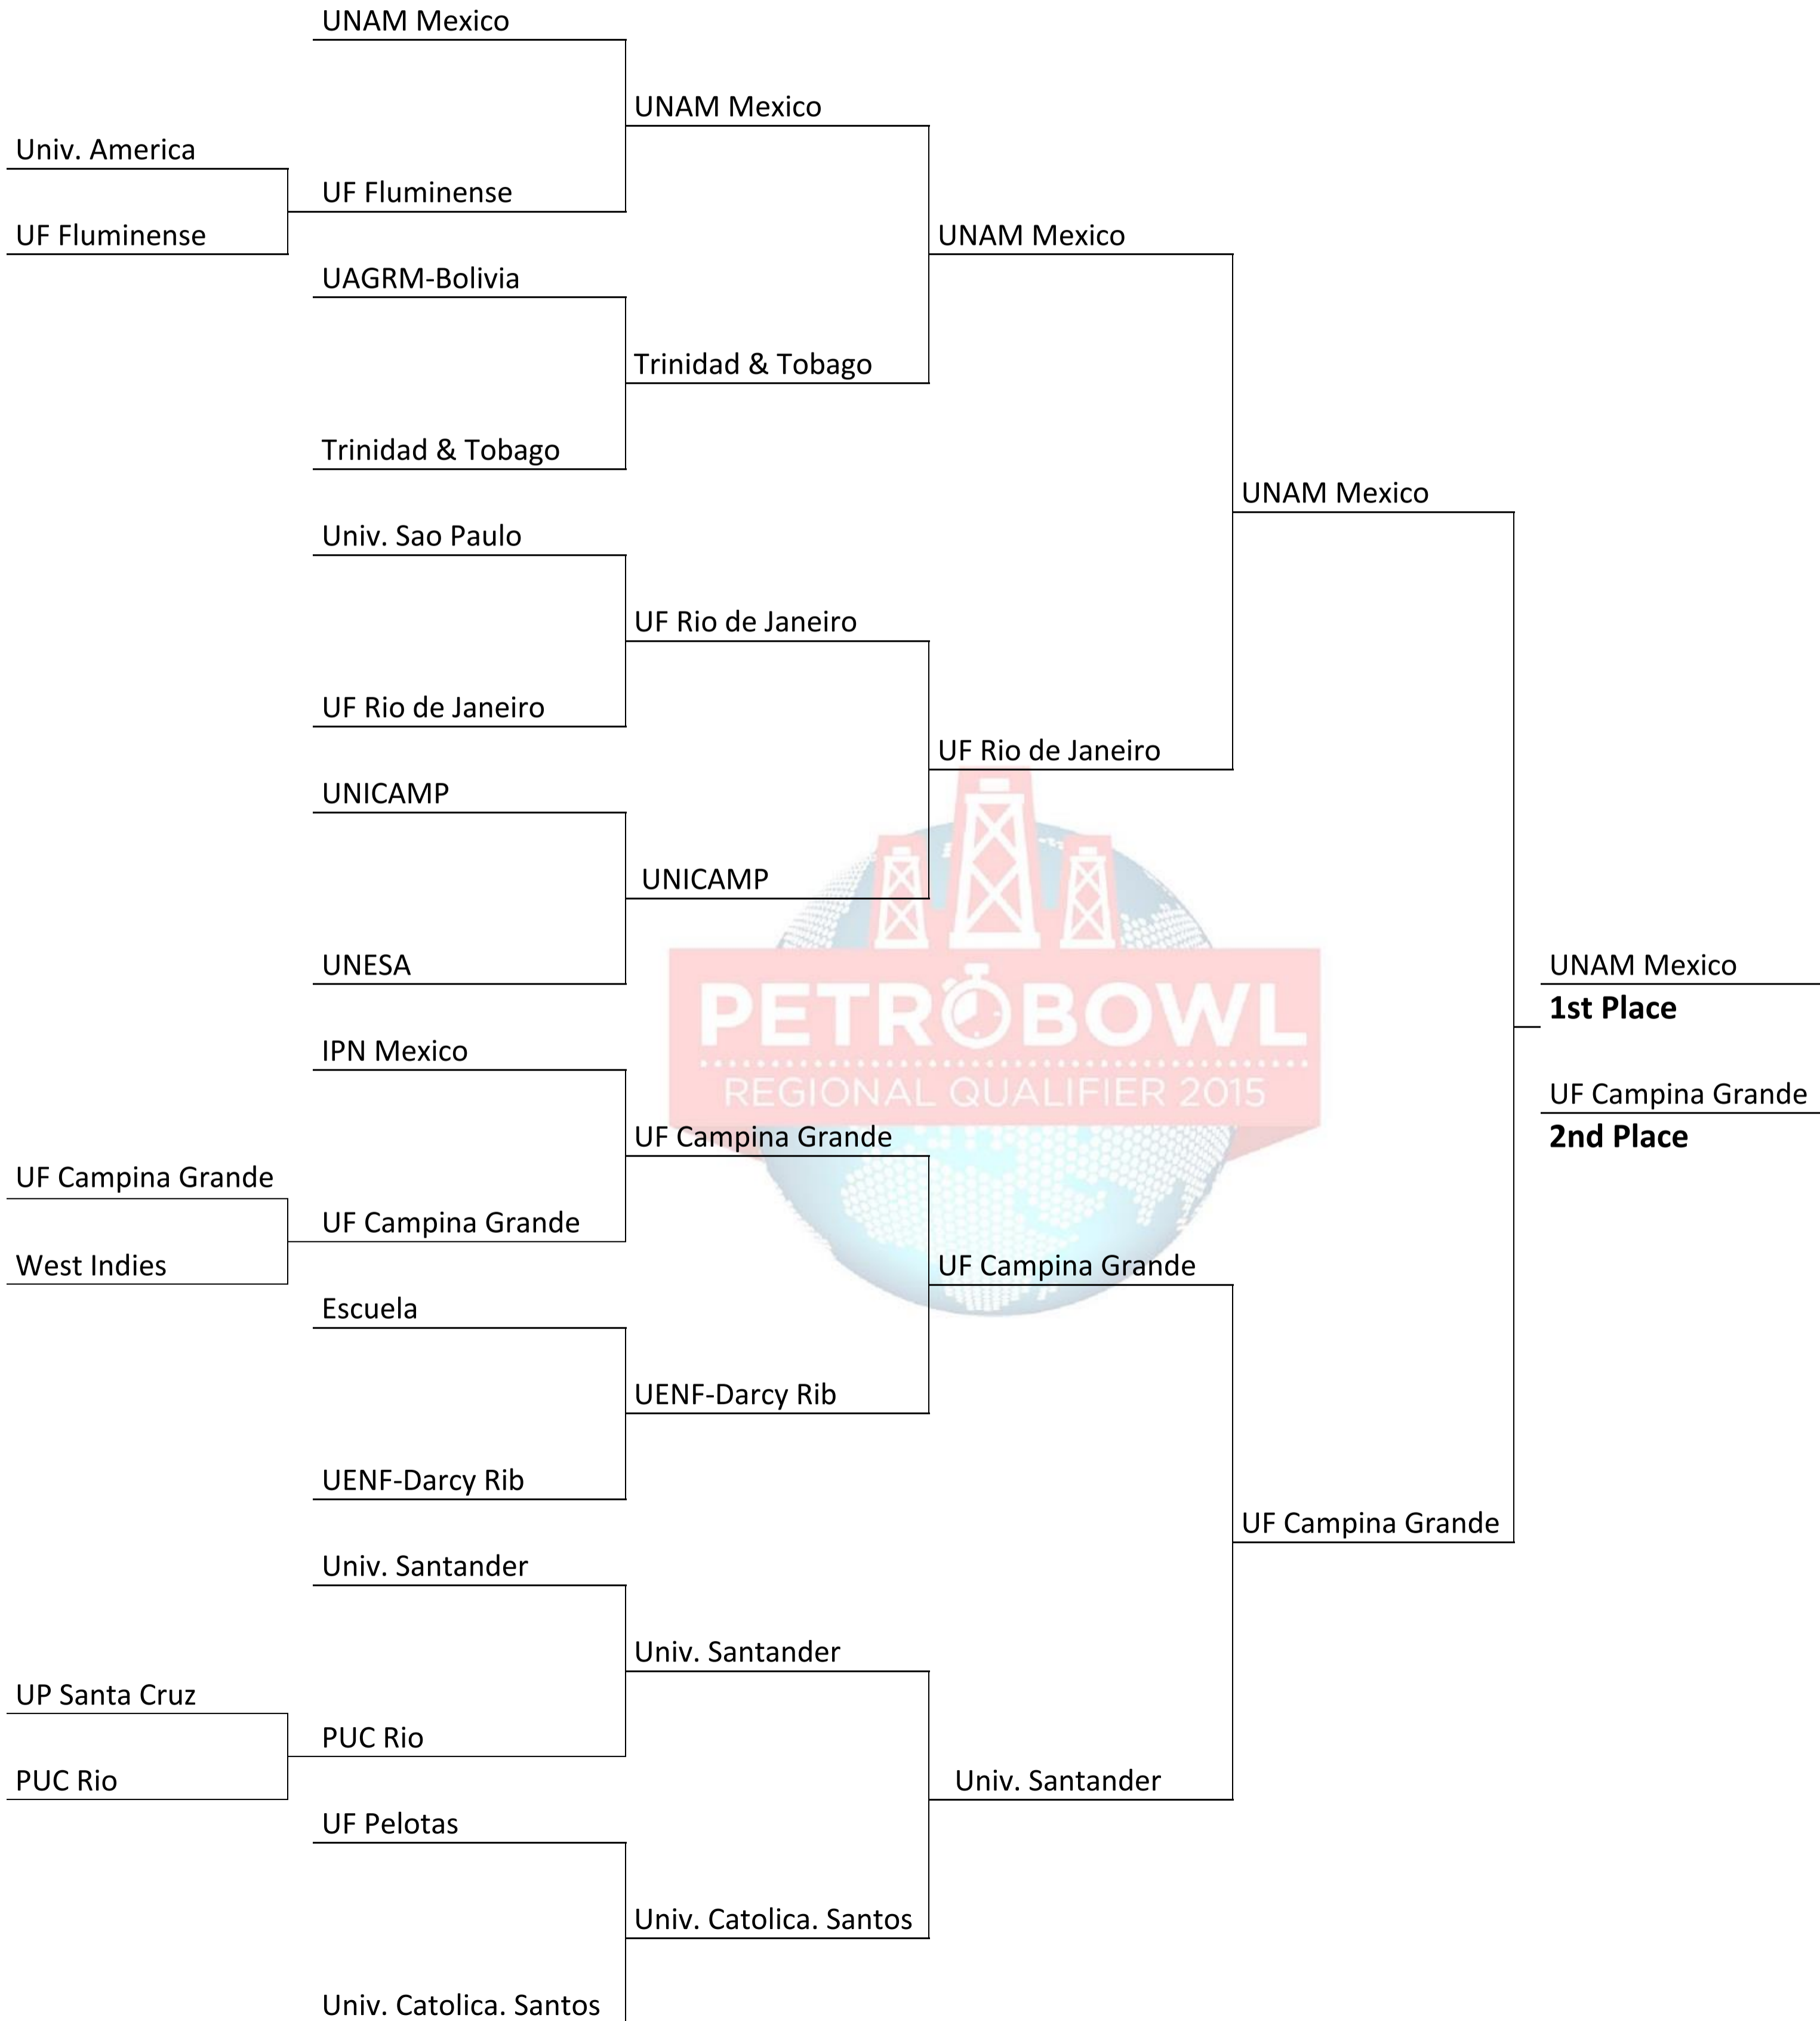 UNAM Mexico
UNAM Mexico
Univ. America
UF Fluminense
UF Fluminense
UNAM Mexico
UAGRM-Bolivia
Trinidad & Tobago
Trinidad & Tobago
UNAM Mexico
Univ. Sao Paulo
UF Rio de Janeiro
UF Rio de Janeiro
UF Rio de Janeiro
UNICAMP
UNICAMP
UNESA
UNAM Mexico
1st Place
PETROBOWL
REGIONAL QUALIFIER 2015
IPN Mexico
UF Campina Grande
2nd Place
UF Campina Grande
UF Campina Grande
UF Campina Grande
West Indies
UF Campina Grande
Escuela
UENF-Darcy Rib
UENF-Darcy Rib
UF Campina Grande
Univ. Santander
Univ. Santander
UP Santa Cruz
PUC Rio
PUC Rio
Univ. Santander
UF Pelotas
Univ. Catolica. Santos
Univ. Catolica. Santos